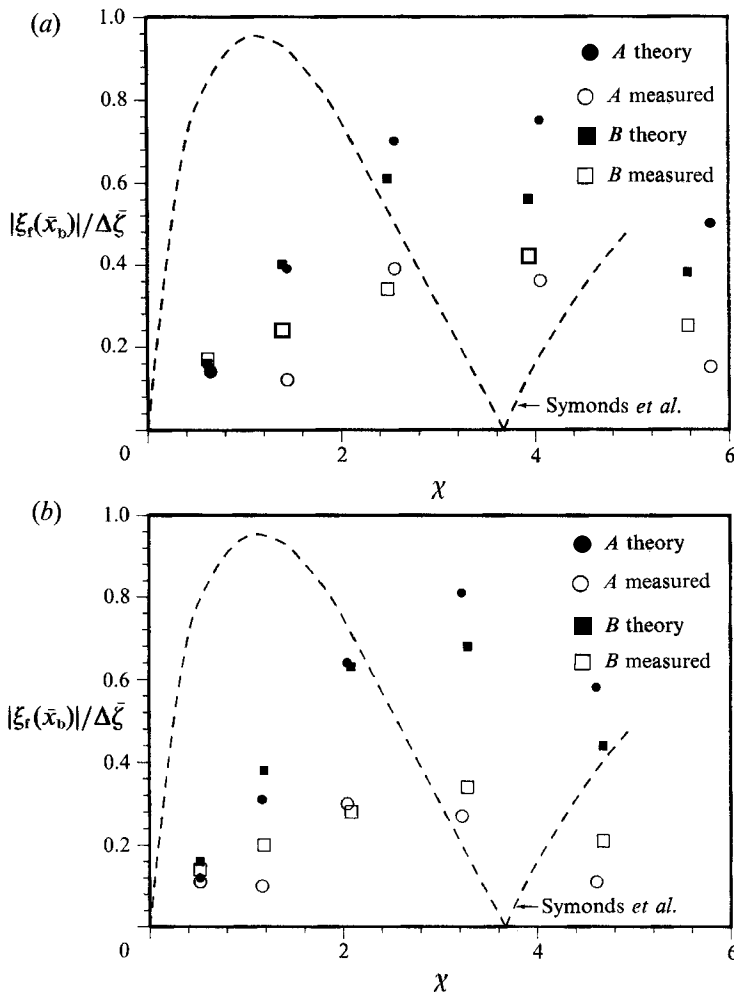 (a)
1.0
0.8
0.6
|ξf(x̄b)|/Δζ̄
0.4
0.2
0
2
4
6
χ
A theory
A measured
B theory
B measured
Symonds et al.
(b)
1.0
0.8
0.6
|ξf(x̄b)|/Δζ̄
0.4
0.2
0
2
4
6
χ
A theory
A measured
B theory
B measured
Symonds et al.